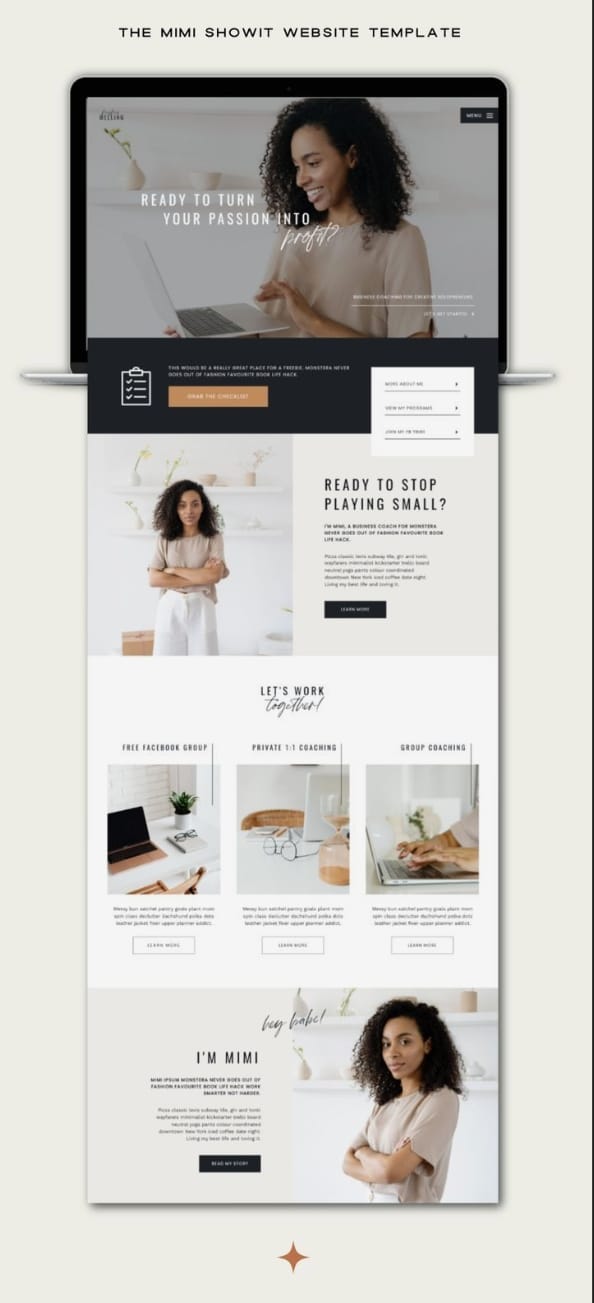 THE MIMI SHOWIT WEBSITE TEMPLATE
MENU
READY TO TURN
YOUR PASSION INTO
profit?
BUSINESS COACHING FOR CREATIVE SOLOPRENEURS
LET'S GET STARTED
THIS WOULD BE A REALLY GREAT PLACE FOR A FREEBIE. MONSTERA NEVER
GOES OUT OF FASHION FAVOURITE BOOK LIFE HACK.
GRAB THE CHECKLIST
MORE ABOUT ME
VIEW MY PROGRAMS
JOIN MY FB TRIBE
READY TO STOP
PLAYING SMALL?
I'M MIMI, A BUSINESS COACH FOR MONSTERA
NEVER GOES OUT OF FASHION FAVOURITE BOOK
LIFE HACK.
Pizza classic levis subway tile, gin and tonic
wayfarers minimalist kickstarter trello board
neutral yoga pants colour coordinated
downtown New York iced coffee date night.
Living my best life and loving it.
LEARN MORE
LET'S WORK
together!
FREE FACEBOOK GROUP
PRIVATE 1:1 COACHING
GROUP COACHING
Messy bun satchel pantry goals plant mom
spin class declutter dachshund polka dots
leather jacket fixer upper planner addict.
LEARN MORE
Messy bun satchel pantry goals plant mom
spin class declutter dachshund polka dots
leather jacket fixer upper planner addict.
LEARN MORE
Messy bun satchel pantry goals plant mom
spin class declutter dachshund polka dots
leather jacket fixer upper planner addict.
LEARN MORE
hey babe!
I'M MIMI
MIMI IPSUM MONSTERA NEVER GOES OUT OF
FASHION FAVOURITE BOOK LIFE HACK WORK
SMARTER NOT HARDER.
Pizza classic levis subway tile, gin and tonic
wayfarers minimalist kickstarter trello board
neutral yoga pants colour coordinated
downtown New York iced coffee date night.
Living my best life and loving it.
READ MY STORY